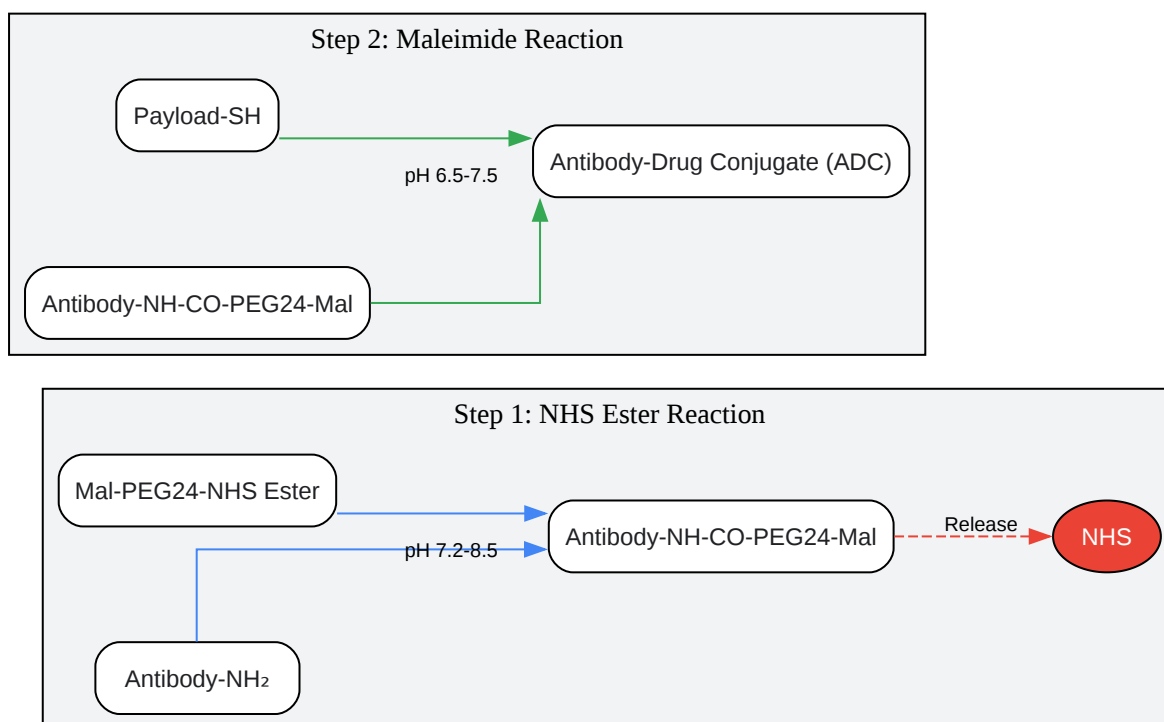 Step 2: Maleimide Reaction
Payload-SH
Antibody-Drug Conjugate (ADC)
pH 6.5-7.5
Antibody-NH-CO-PEG24-Mal
Step 1: NHS Ester Reaction
Mal-PEG24-NHS Ester
Antibody-NH-CO-PEG24-Mal
Release
NHS
pH 7.2-8.5
Antibody-NH₂